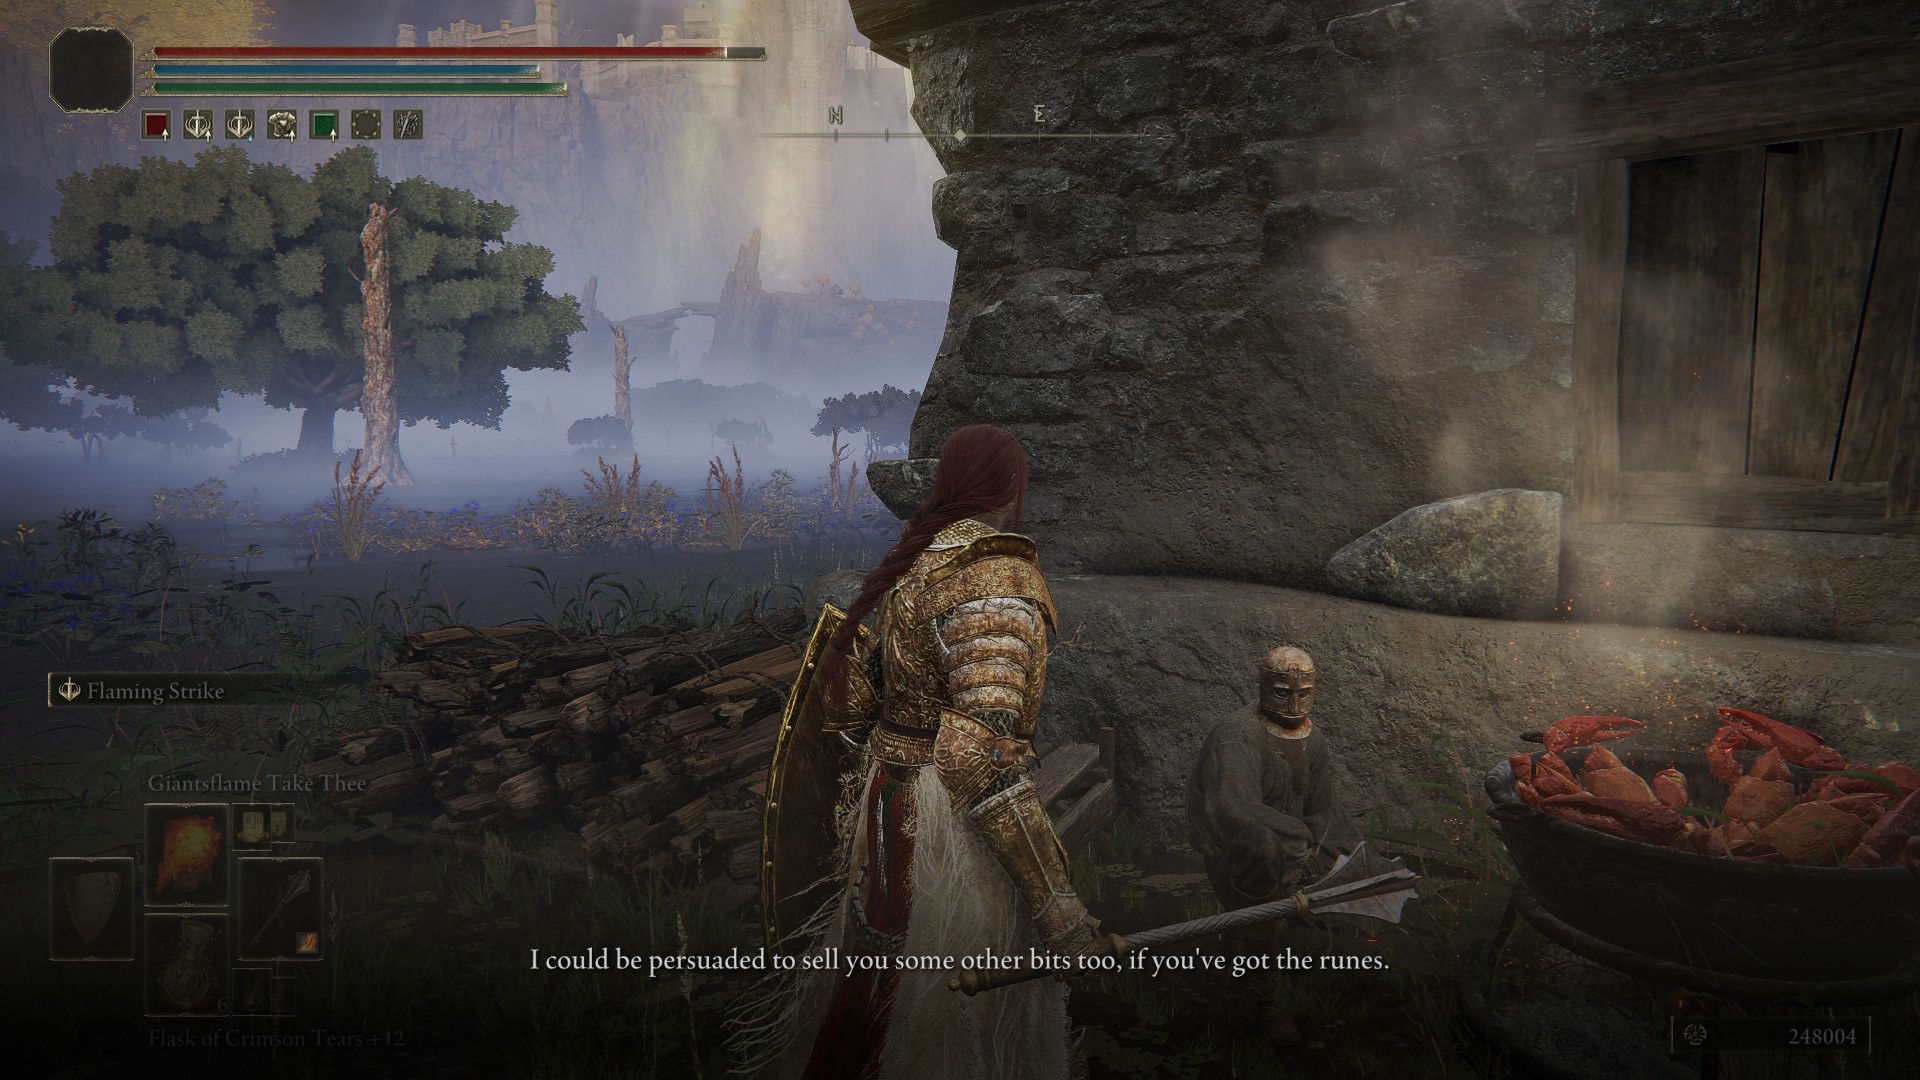 N
E
Flaming Strike
Giantsflame Take Thee
6
I could be persuaded to sell you some other bits too, if you've got the runes.
Flask of Crimson Tears +12
248004